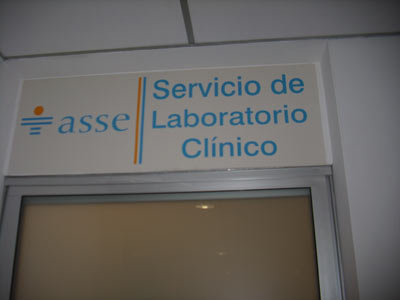 asse
Servicio de
Laboratorio
Clínico